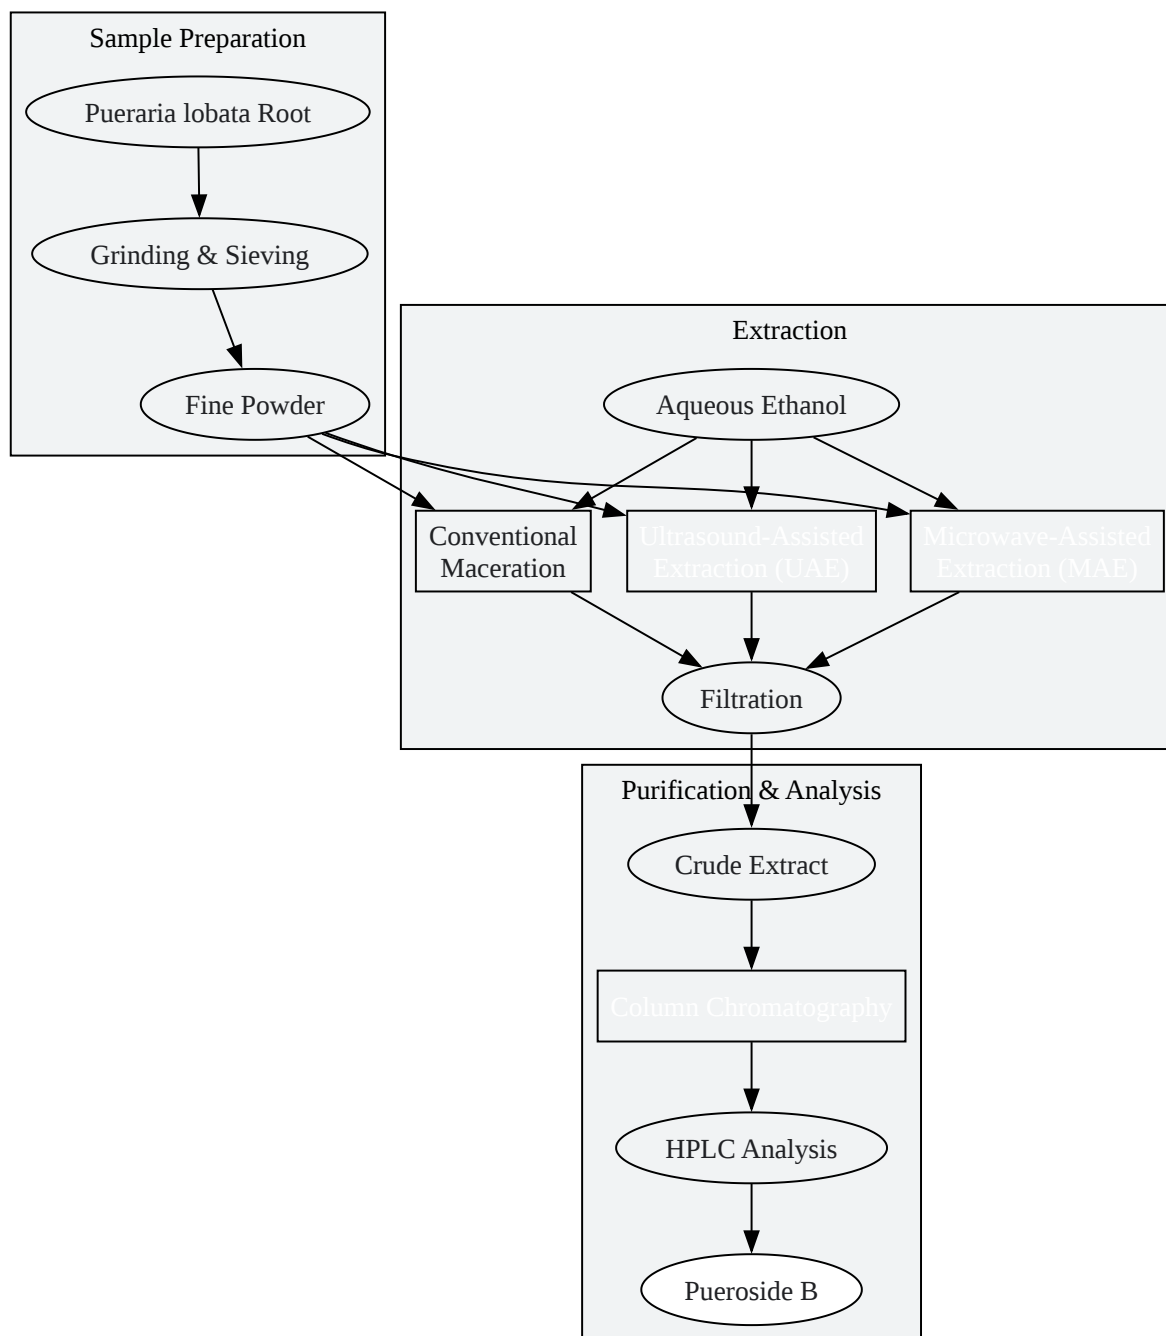 Sample Preparation
Pueraria lobata Root
Grinding & Sieving
Fine Powder
Extraction
Aqueous Ethanol
Conventional
Maceration
Ultrasound-Assisted
Extraction (UAE)
Microwave-Assisted
Extraction (MAE)
Filtration
Purification & Analysis
Crude Extract
Column Chromatography
HPLC Analysis
Pueroside B